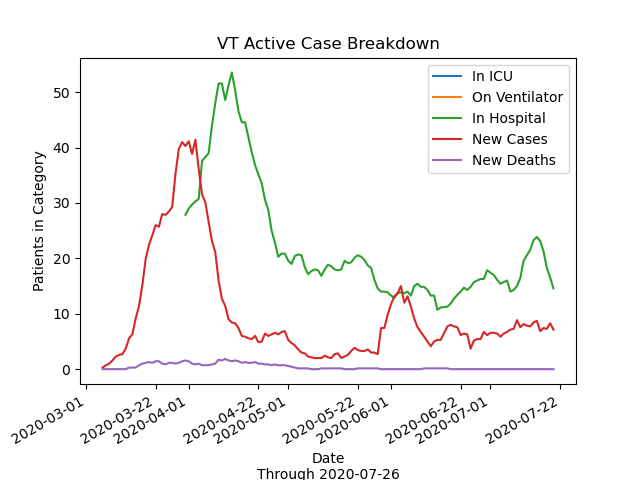 VT Active Case Breakdown
Patients in Category
50
40
30
20
10
0
In ICU
On Ventilator
In Hospital
New Cases
New Deaths
2020-03-01
2020-03-22
2020-04-01
2020-04-22
2020-05-01
2020-05-22
2020-06-01
2020-06-22
2020-07-01
2020-07-22
Date
Through 2020-07-26